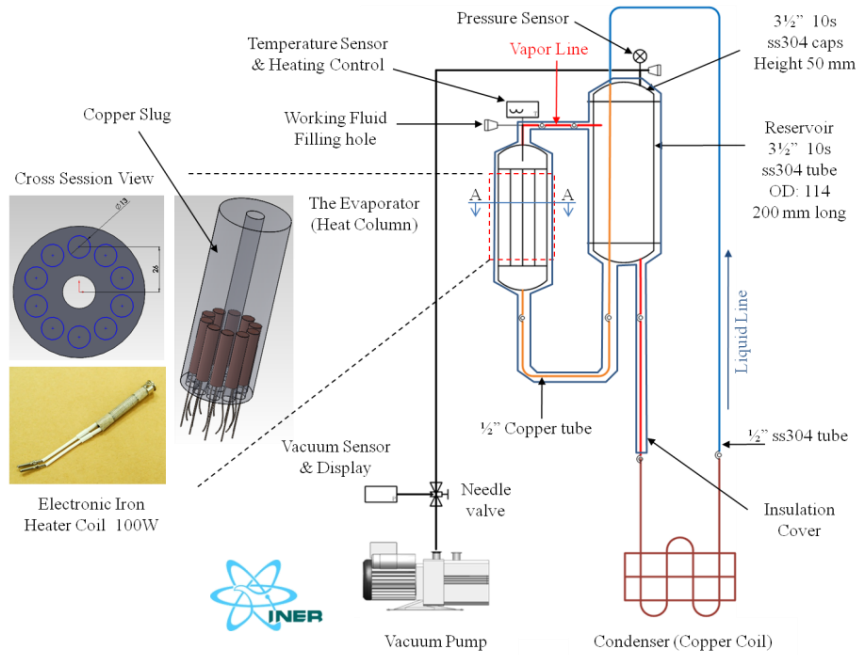 Pressure Sensor
3½” 10s
ss304 caps
Height 50 mm
Temperature Sensor
& Heating Control
Vapor Line
Copper Slug
Working Fluid
Filling hole
Reservoir
3½” 10s
ss304 tube
OD: 114
200 mm long
Cross Session View
The Evaporator
(Heat Column)
A
A
Ø13
26
Liquid Line
½” Copper tube
½” ss304 tube
Vacuum Sensor
& Display
Needle
valve
Insulation
Cover
Electronic Iron
Heater Coil 100W
INER
Vacuum Pump
Condenser (Copper Coil)